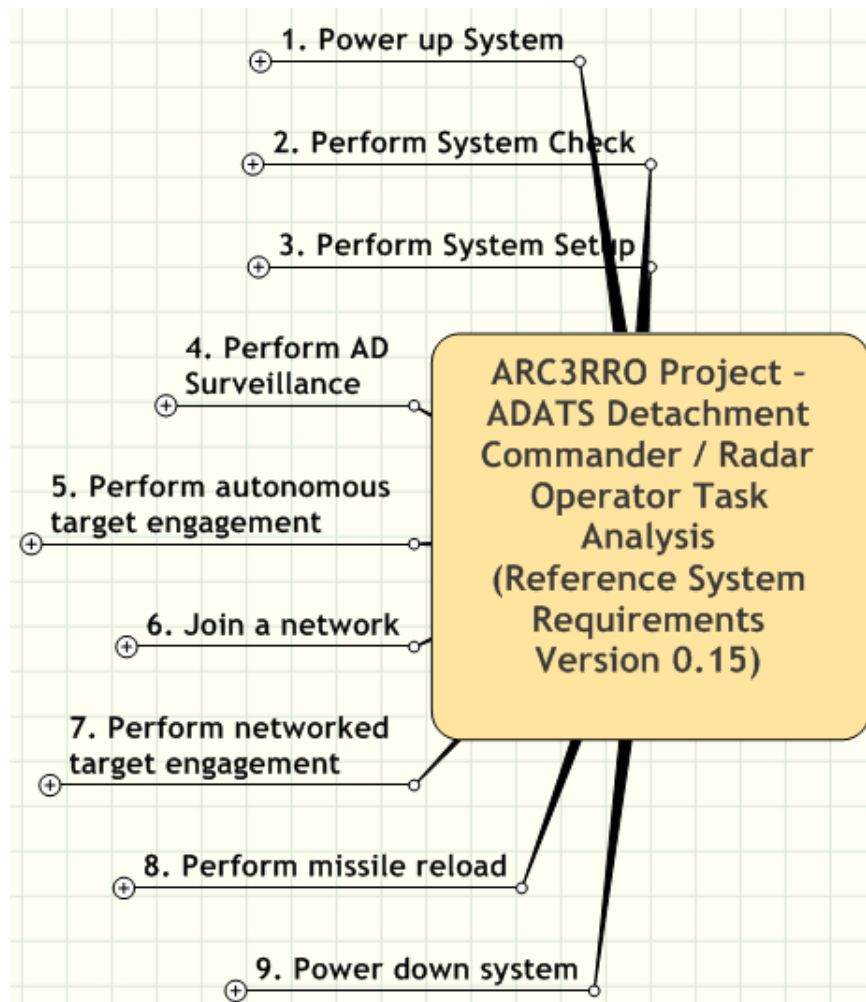 1. Power up System
2. Perform System Check
3. Perform System Setup
4. Perform AD
Surveillance
5. Perform autonomous
target engagement
6. Join a network
7. Perform networked
target engagement
8. Perform missile reload
9. Power down system
ARC3RRO Project –
ADATS Detachment
Commander / Radar
Operator Task
Analysis
(Reference System
Requirements
Version 0.15)